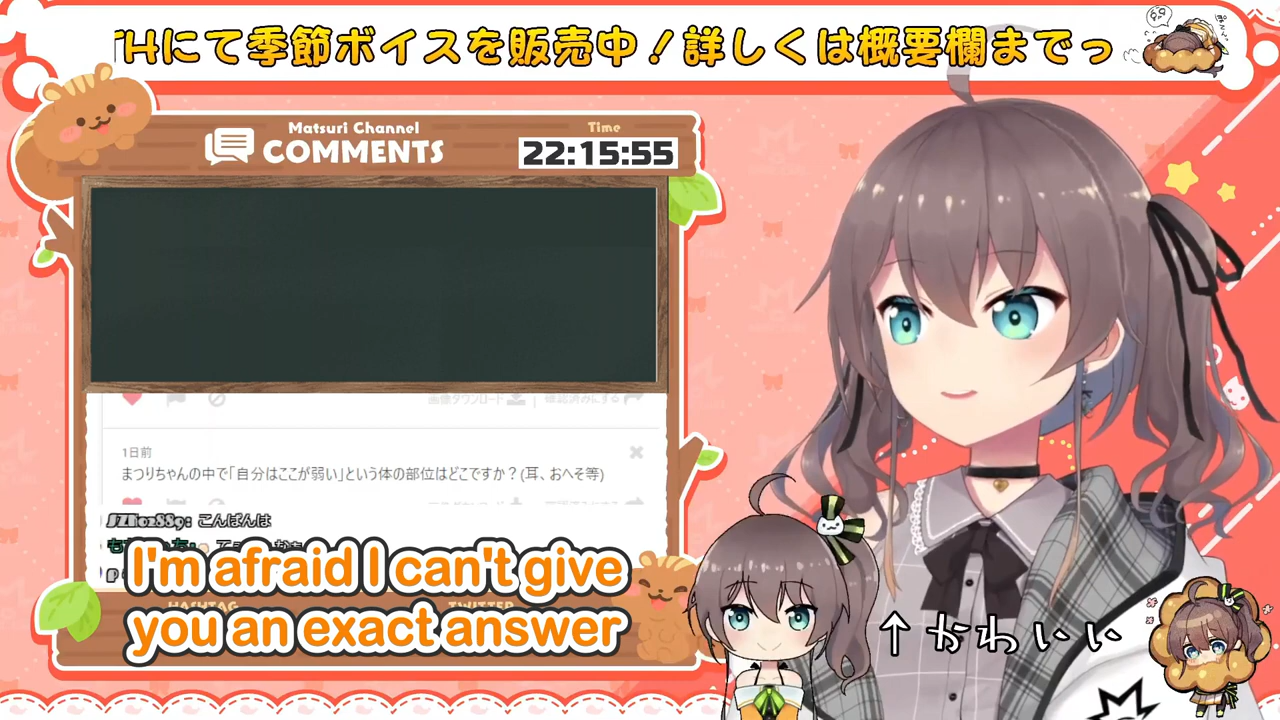 THにて季節ボイスを販売中!詳しくは概要欄までっ
Matsuri Channel
COMMENTS
Time
22:15:55
画像ダウンロード
確認済みにする
1日前
まつりちゃんの中で「自分はここが弱い」という体の部位はどこですか?(耳、おへそ等)
こんばんは
I'm afraid I can't give
you an exact answer
HASHTAG
TWITTER
↑かわいい